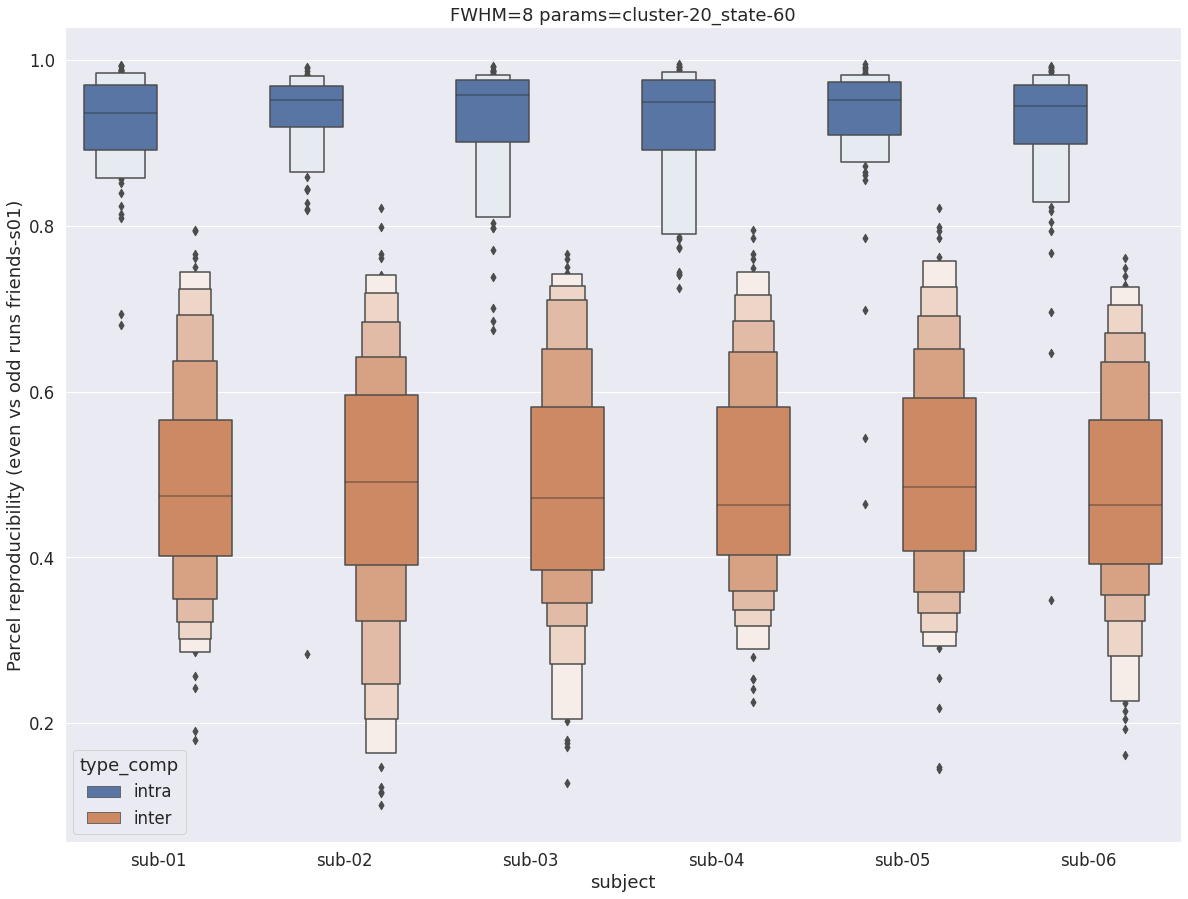 FWHM=8 params=cluster-20_state-60
Parcel reproducibility (even vs odd runs friends-s01)
1.0
0.8
0.6
0.4
0.2
type_comp
intra
inter
sub-01 sub-02 sub-03 sub-04 sub-05 sub-06
subject